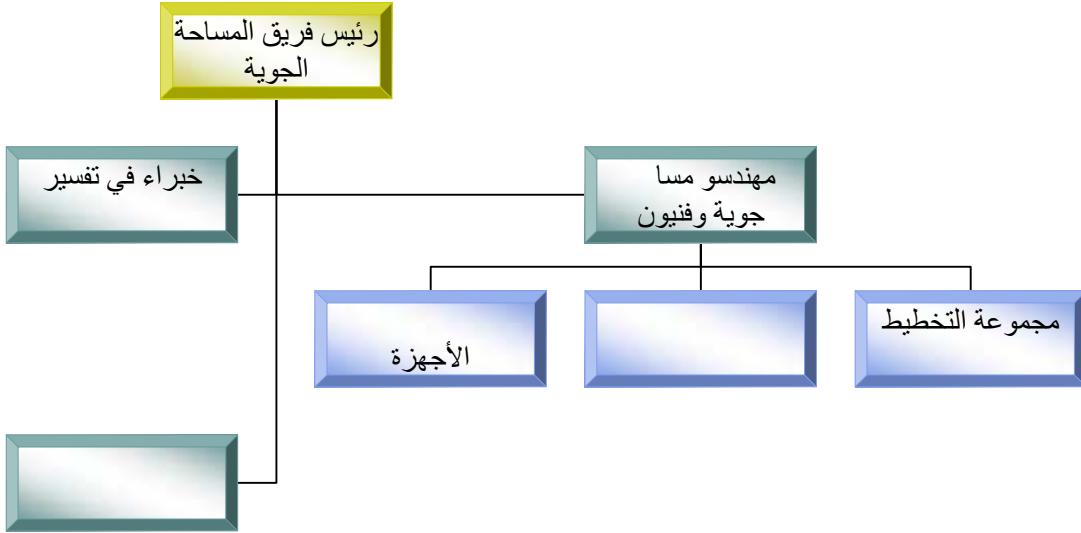 رئيس فريق المساحة
الجوية
مهندسو مسا
جوية وفنيون
خبراء في تفسير
مجموعة التخطيط
الأجهزة